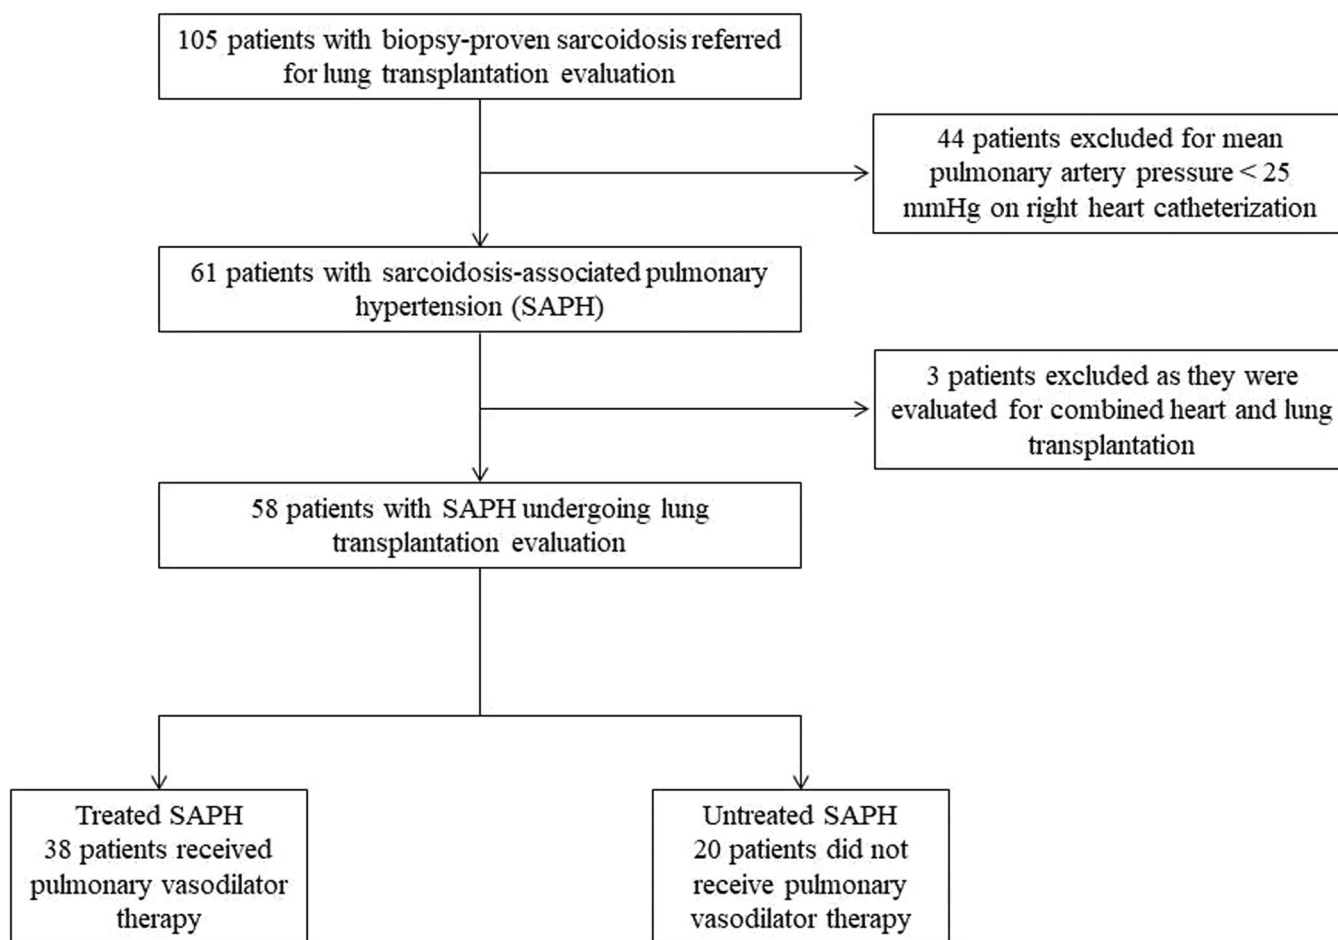 105 patients with biopsy-proven sarcoidosis referred
for lung transplantation evaluation
44 patients excluded for mean
pulmonary artery pressure < 25
mmHg on right heart catheterization
61 patients with sarcoidosis-associated pulmonary
hypertension (SAPH)
3 patients excluded as they were
evaluated for combined heart and lung
transplantation
58 patients with SAPH undergoing lung
transplantation evaluation
Treated SAPH
38 patients received
pulmonary vasodilator
therapy
Untreated SAPH
20 patients did not
receive pulmonary
vasodilator therapy